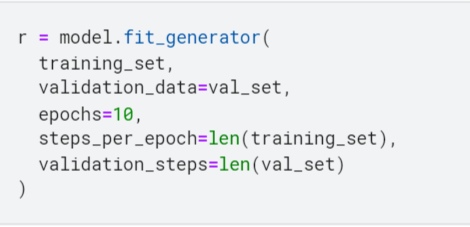 r = model.fit_generator(
  training_set,
  validation_data=val_set,
  epochs=10,
  steps_per_epoch=len(training_set),
  validation_steps=len(val_set)
)